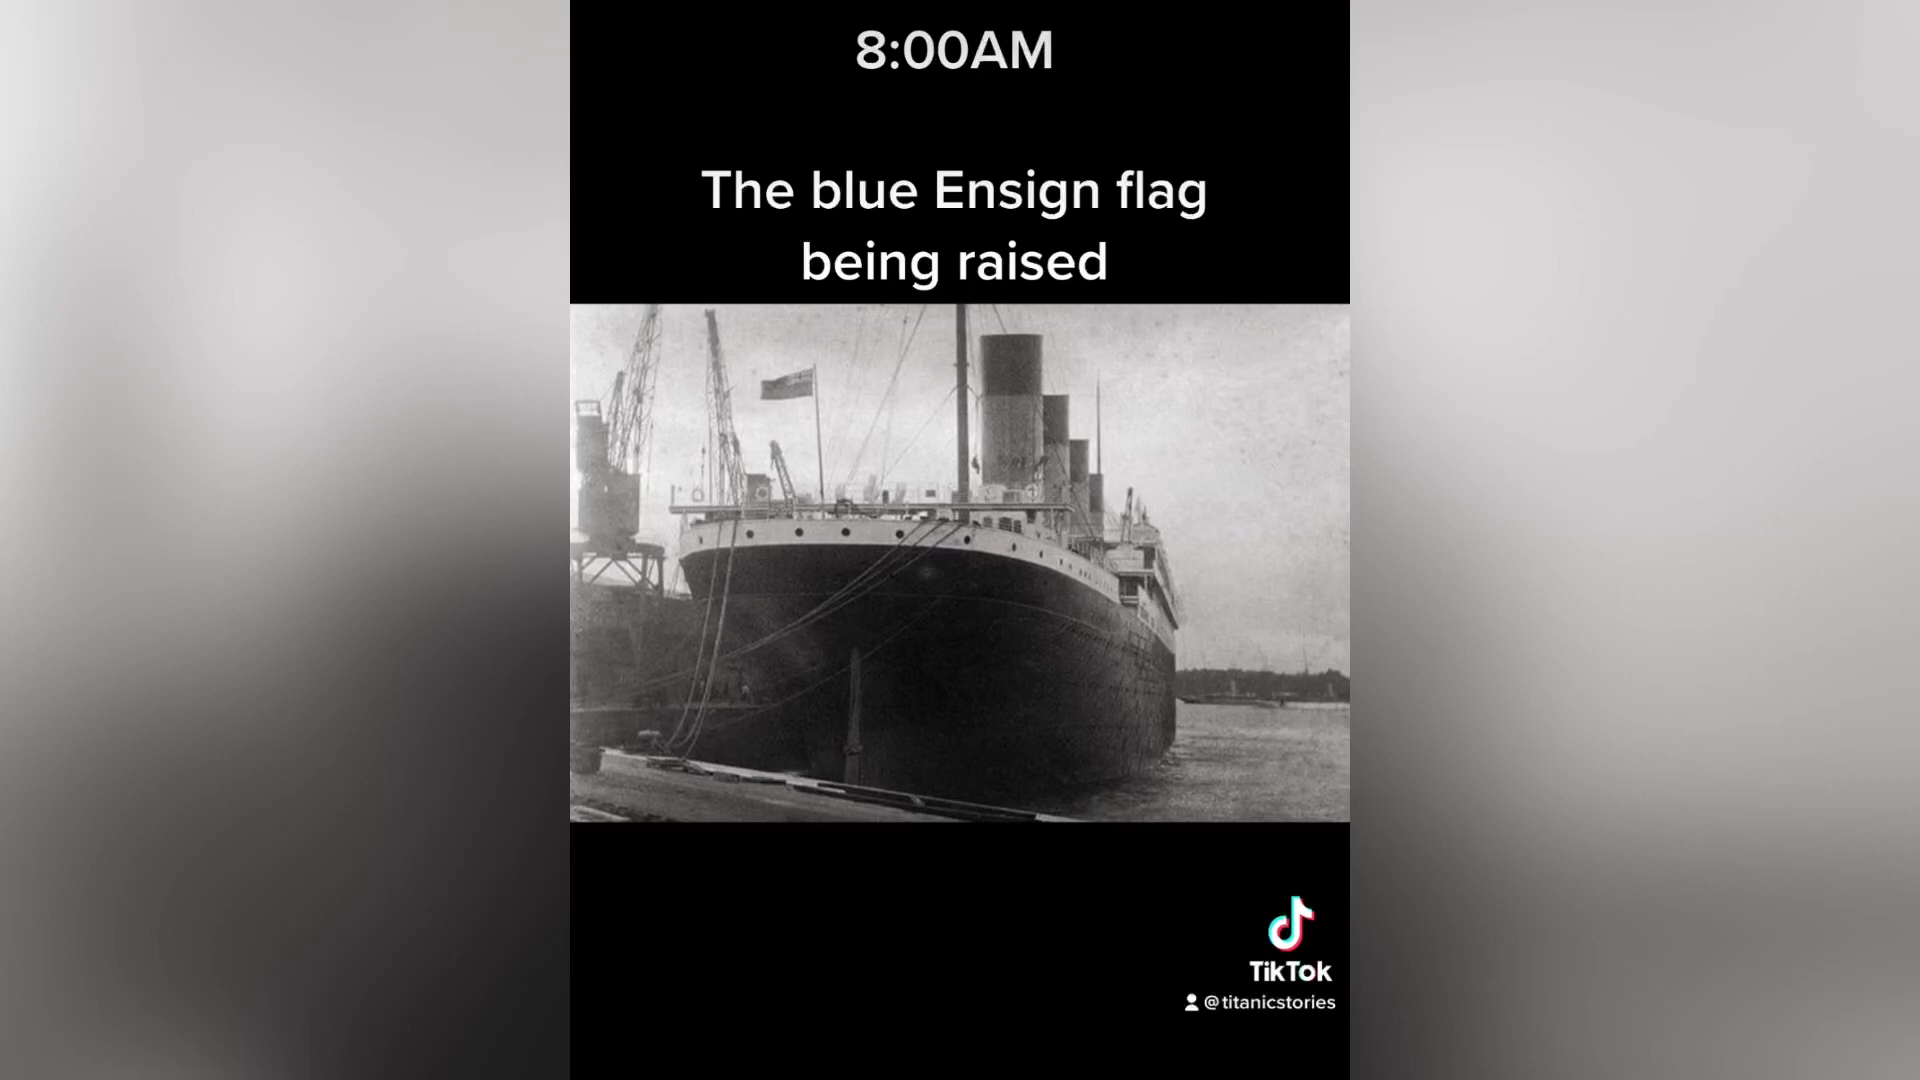 8:00AM
The blue Ensign flag
being raised
TikTok
@titanicstories